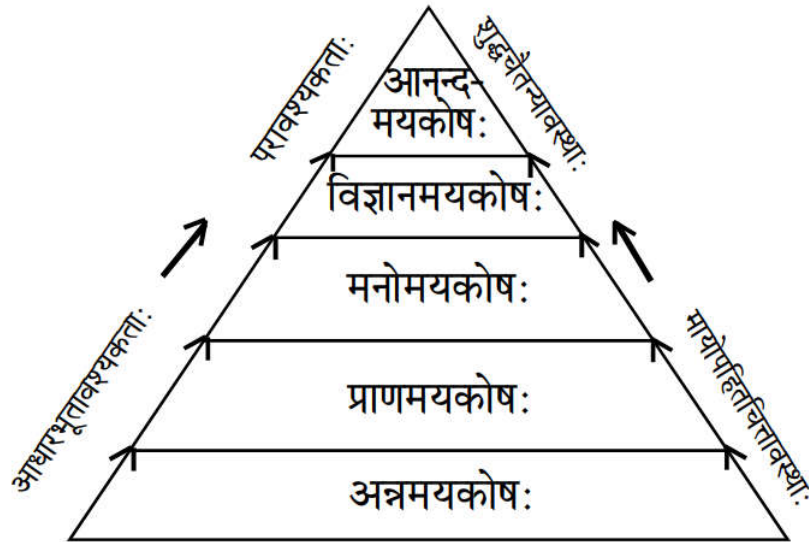 परावश्यकताः
शुद्धचैतन्यावस्थाः
आनन्द-
मयकोषः
विज्ञानमयकोषः
मनोमयकोषः
आधारभूतावश्यकताः
मायोपहितचित्तावस्थाः
प्राणमयकोषः
अन्नमयकोषः